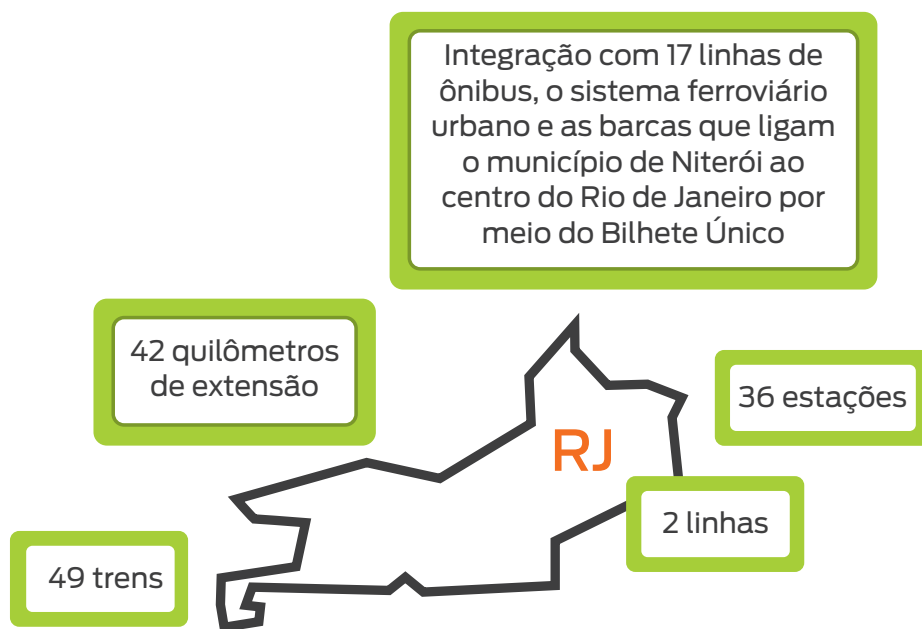 Integração com 17 linhas de
ônibus, o sistema ferroviário
urbano e as barcas que ligam
o município de Niterói ao
centro do Rio de Janeiro por
meio do Bilhete Único
42 quilômetros
de extensão
36 estações
RJ
2 linhas
49 trens